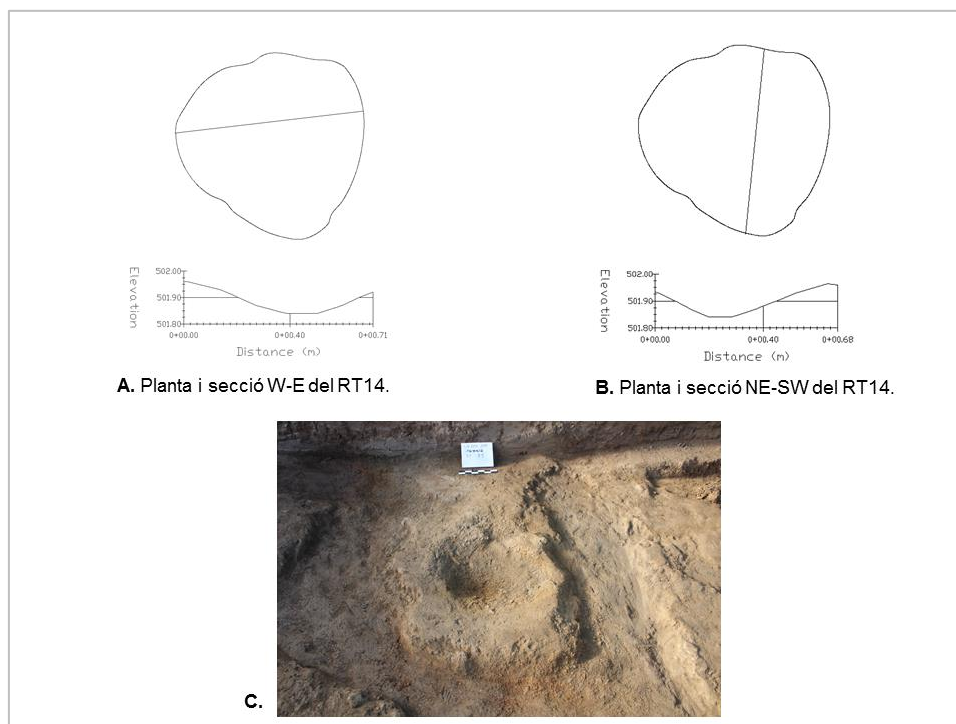 Elevation
502.00
501.90
501.80
0+00.00
0+00.40
0+00.71
Distance (m)
A. Planta i secció W-E del RT14.
Elevation
502.00
501.90
501.80
0+00.00
0+00.40
0+00.68
Distance (m)
B. Planta i secció NE-SW del RT14.
C.